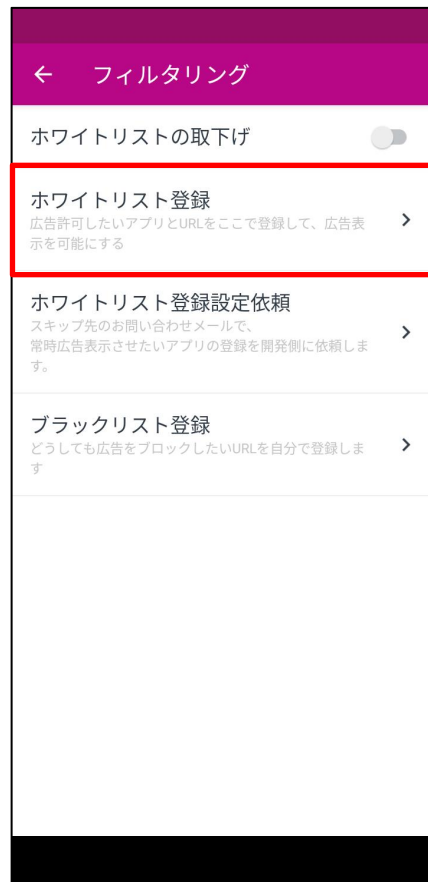 フィルタリング
ホワイトリストの取下げ
ホワイトリスト登録
広告許可したいアプリとURLをここで登録して、広告表
示を可能にする
ホワイトリスト登録設定依頼
スキップ先のお問い合わせメールで、
常時広告表示させたいアプリの登録を開発側に依頼しま
す。
ブラックリスト登録
どうしても広告をブロックしたいURLを自分で登録しま
す